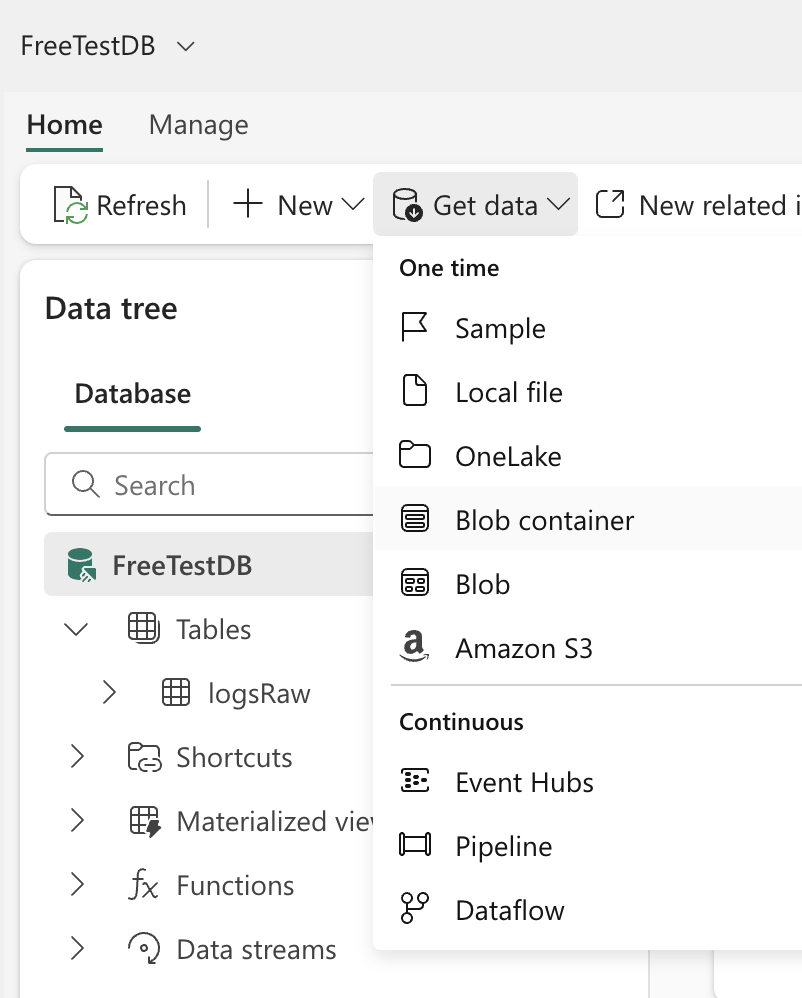 FreeTestDB
Home Manage
Refresh New Get data New related i
Data tree
Database
Search
FreeTestDB
Tables
logsRaw
Shortcuts
Materialized vie
Functions
Data streams
One time
Sample
Local file
OneLake
Blob container
Blob
Amazon S3
Continuous
Event Hubs
Pipeline
Dataflow